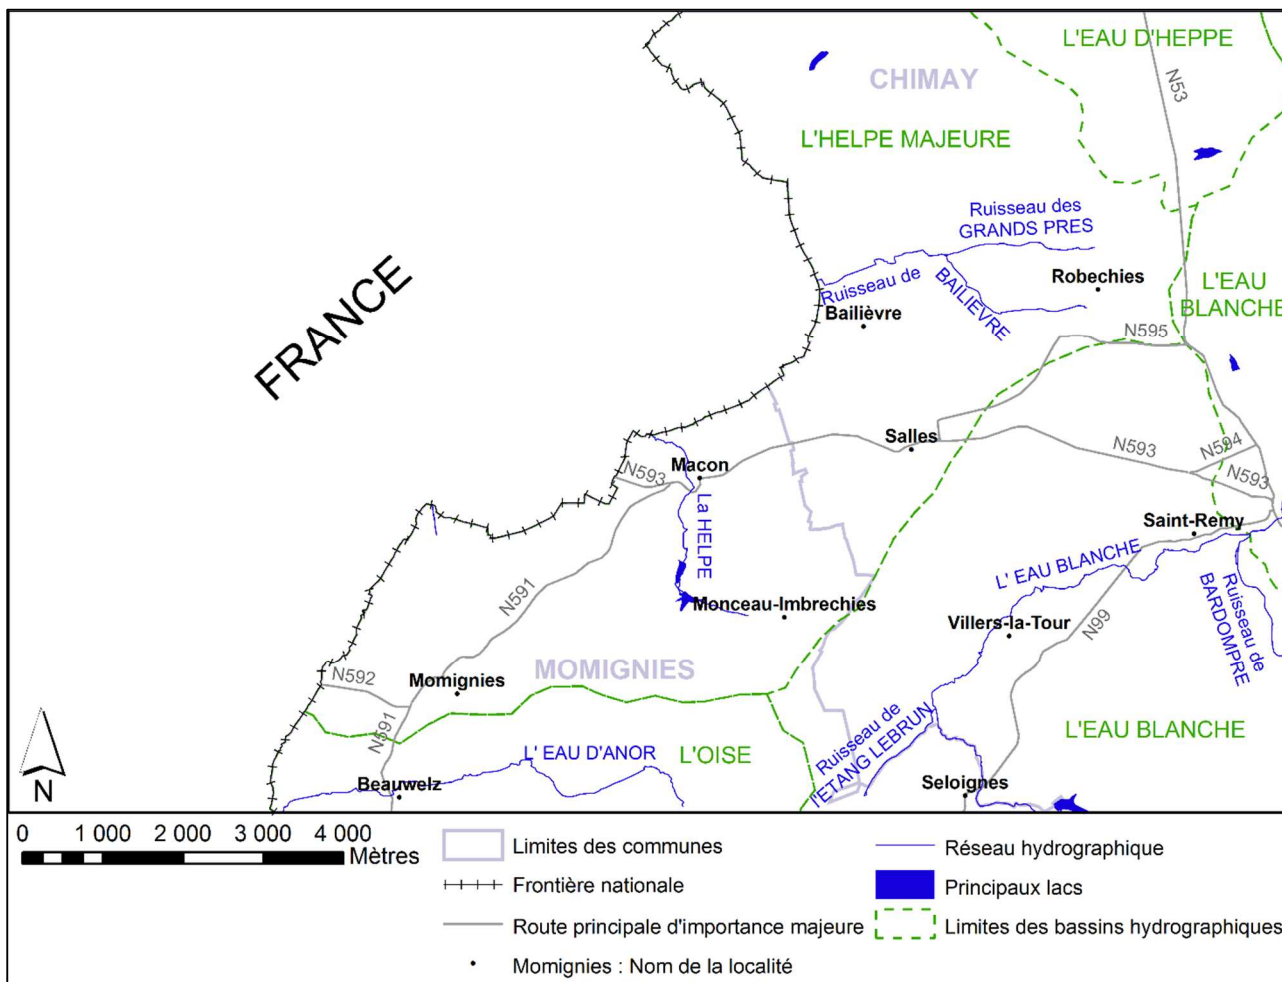 L'EAU D'HEPPE
CHIMAY
N53
L'HELPE MAJEURE
Ruisseau des
GRANDS PRES
FRANCE
Ruisseau de
BAILIEVRE
Robechies
L'EAU
BLANCHE
Bailièvre
N595
Salles
N593
N594
N593
Macon
N593
La HELPE
Saint-Remy
L' EAU BLANCHE
Ruisseau de
BARDOMPRE
N591
Monceau-Imbrechies
Villers-la-Tour
N99
MOMIGNIES
N592
Momignies
N591
Ruisseau de
l'ETANG LEBRUN
L'EAU BLANCHE
L' EAU D'ANOR
L'OISE
Beauwelz
Seloignes
N
0 1 000 2 000 3 000 4 000
Mètres
Limites des communes
Frontière nationale
Route principale d'importance majeure
Momignies : Nom de la localité
Réseau hydrographique
Principaux lacs
Limites des bassins hydrographiques